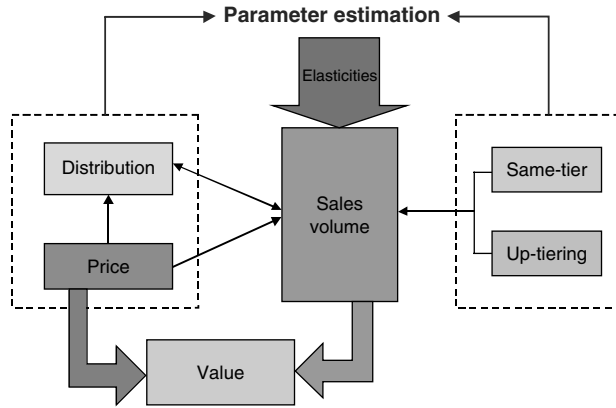 Parameter estimation
Elasticities
Distribution
Same-tier
Sales
volume
Price
Up-tiering
Value